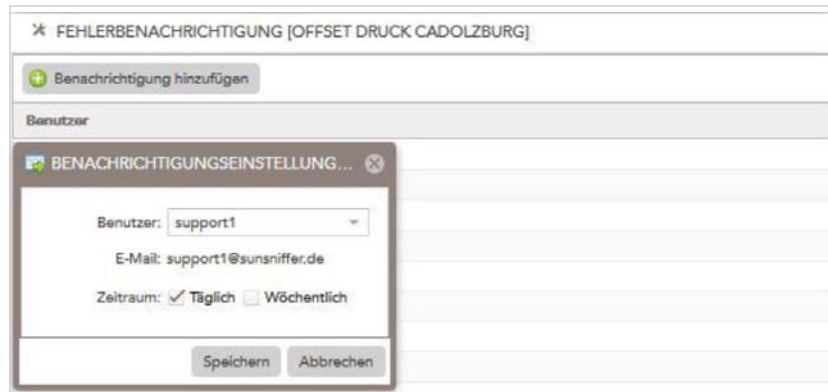 FEHLERBENACHRICHTIGUNG [OFFSET DRUCK CADOLZBURG]
Benachrichtigung hinzufügen
Benutzer
BENACHRICHTIGUNGSEINSTELLUNG...
Benutzer: support1
E-Mail: support1@sunsniffer.de
Zeitraum: Täglich Wöchentlich
Speichern Abbrechen